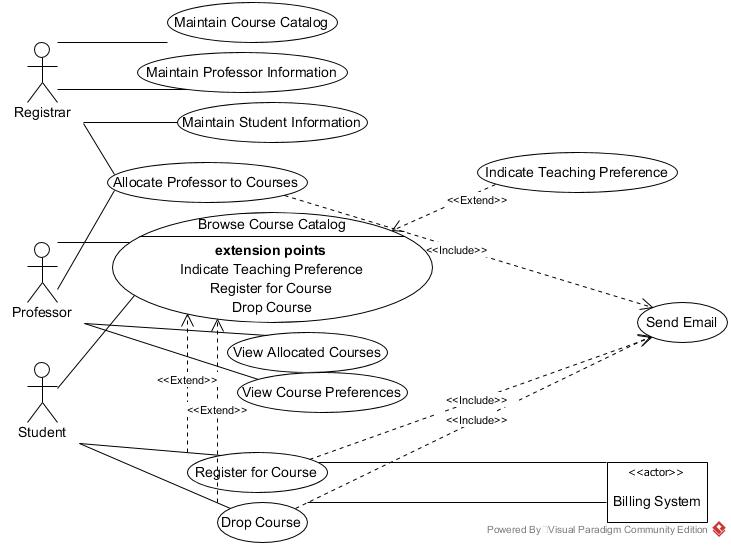 Maintain Course Catalog
Maintain Professor Information
Registrar
Maintain Student Information
Indicate Teaching Preference
Allocate Professor to Courses
<<Extend>>
Browse Course Catalog
<<Include>>
extension points
Indicate Teaching Preference
Register for Course
Drop Course
Professor
Send Email
View Allocated Courses
<<Extend>>
View Course Preferences
<<Include>>
<<Extend>>
<<Include>>
Student
Register for Course
<<actor>>
Billing System
Drop Course
Powered By Visual Paradigm Community Edition